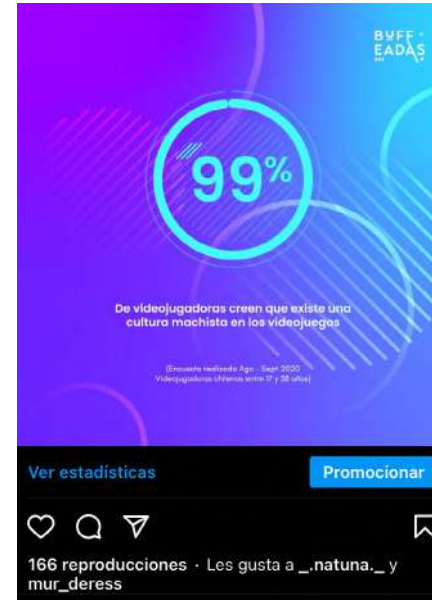 BUFF
EADAS
99%
De videojugadoras creen que existe una
cultura machista en los videojuegos
(Encuesta realizada Ago - Sept 2020
Videojugadoras chilenas entre 17 y 38 años)
Ver estadísticas
Promocionar
166 reproducciones · Les gusta a _.natuna._ y
mur_deress